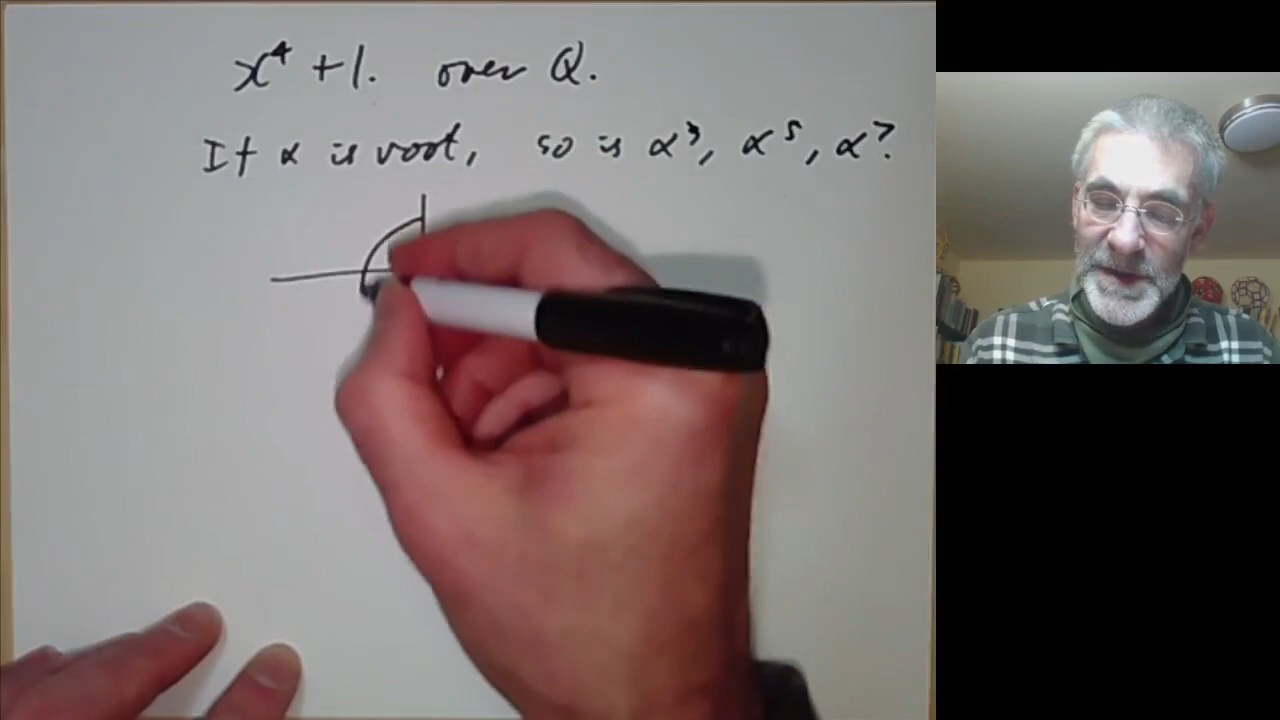 x⁴ + 1. over Q.
If α is root, so is α³, α⁵, α⁷.